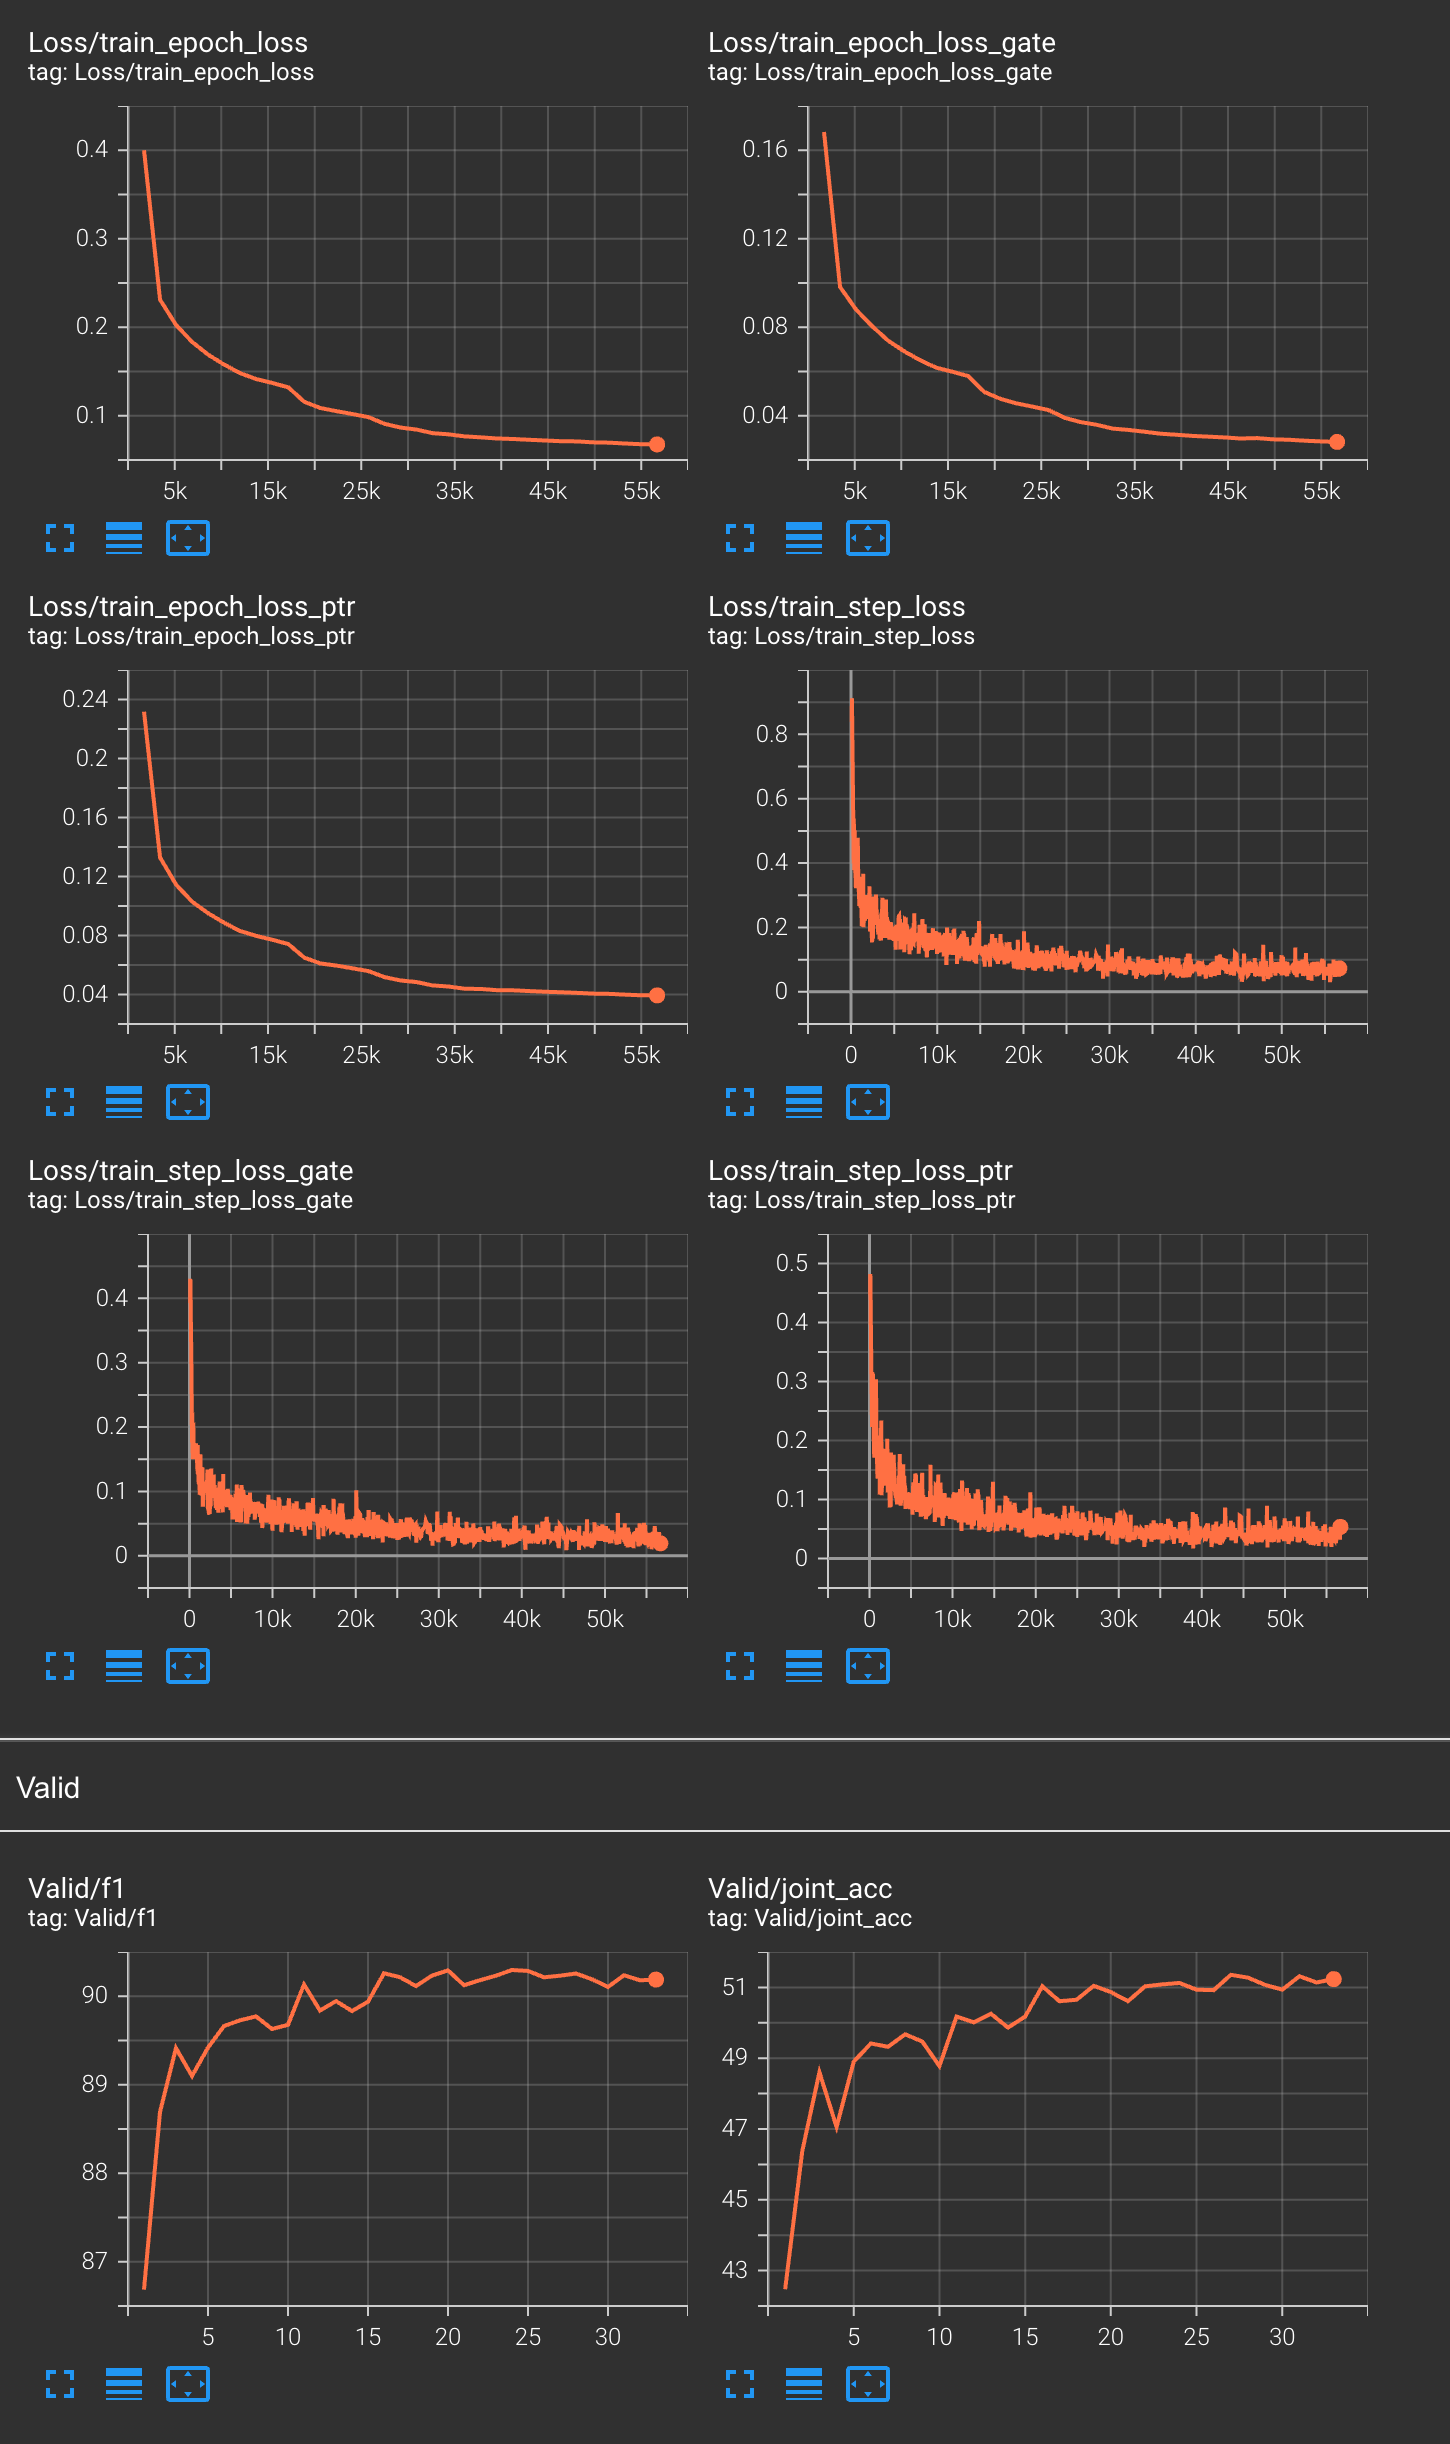 Loss/train_epoch_loss
tag: Loss/train_epoch_loss
0.4
0.3
0.2
0.1
5k 15k 25k 35k 45k 55k
Loss/train_epoch_loss_gate
tag: Loss/train_epoch_loss_gate
0.16
0.12
0.08
0.04
5k 15k 25k 35k 45k 55k
Loss/train_epoch_loss_ptr
tag: Loss/train_epoch_loss_ptr
0.24
0.2
0.16
0.12
0.08
0.04
5k 15k 25k 35k 45k 55k
Loss/train_step_loss
tag: Loss/train_step_loss
0.8
0.6
0.4
0.2
0
0 10k 20k 30k 40k 50k
Loss/train_step_loss_gate
tag: Loss/train_step_loss_gate
0.4
0.3
0.2
0.1
0
0 10k 20k 30k 40k 50k
Loss/train_step_loss_ptr
tag: Loss/train_step_loss_ptr
0.5
0.4
0.3
0.2
0.1
0
0 10k 20k 30k 40k 50k
Valid
Valid/f1
tag: Valid/f1
90
89
88
87
5 10 15 20 25 30
Valid/joint_acc
tag: Valid/joint_acc
51
49
47
45
43
5 10 15 20 25 30